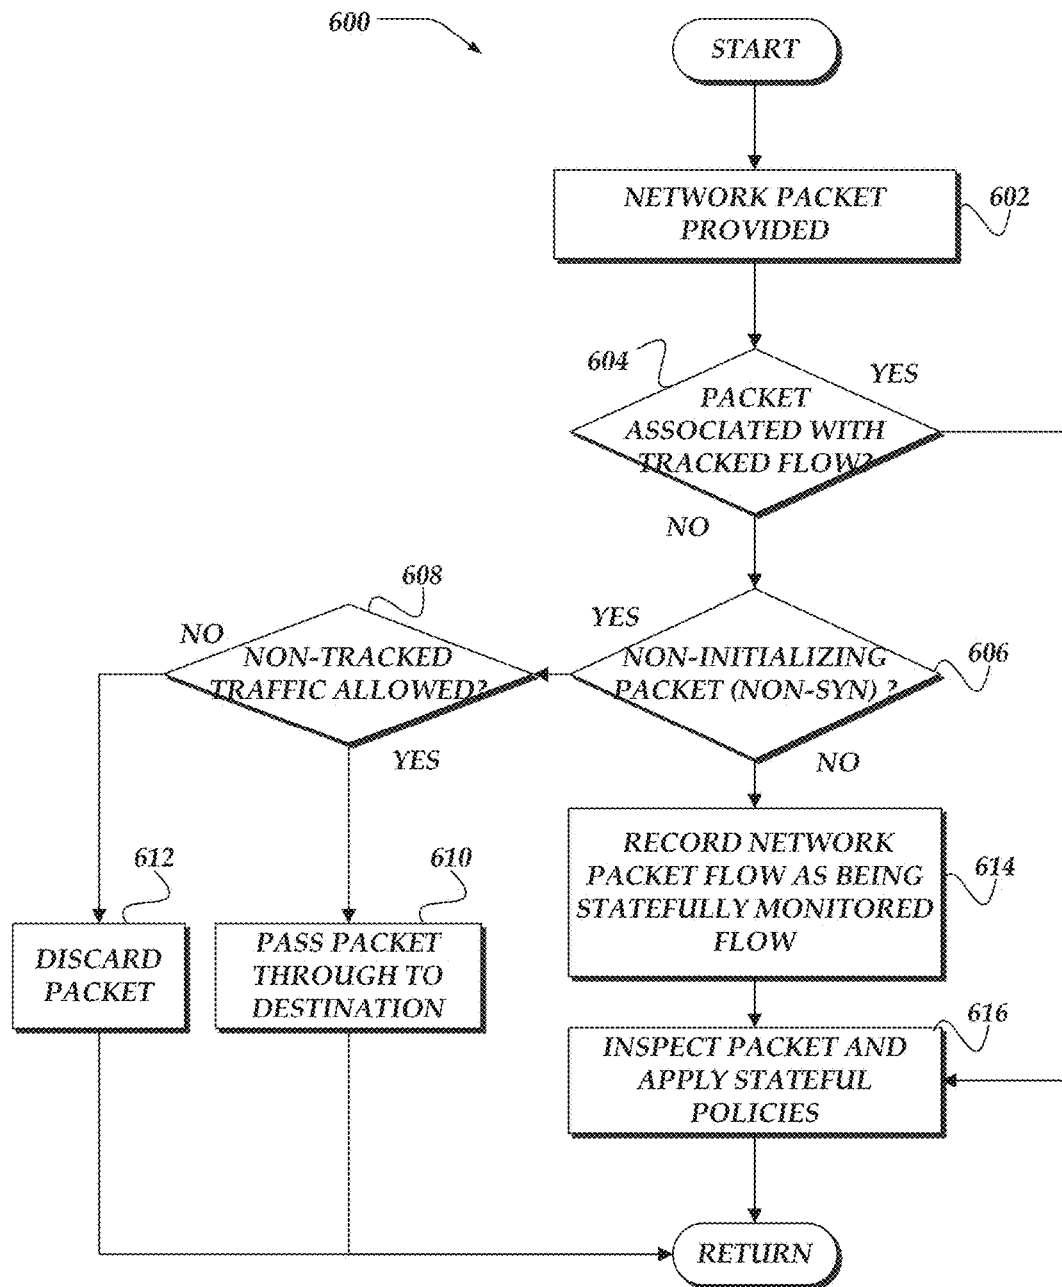 600
START
NETWORK PACKET
PROVIDED
602
604
YES
PACKET
ASSOCIATED WITH
TRACKED FLOW?
NO
608
NO
NON-TRACKED
TRAFFIC ALLOWED?
YES
YES
NON-INITIALIZING
PACKET (NON-SYN) ?
606
NO
612
DISCARD
PACKET
610
PASS PACKET
THROUGH TO
DESTINATION
RECORD NETWORK
PACKET FLOW AS BEING
STATEFULLY MONITORED
FLOW
614
616
INSPECT PACKET AND
APPLY STATEFUL
POLICIES
RETURN